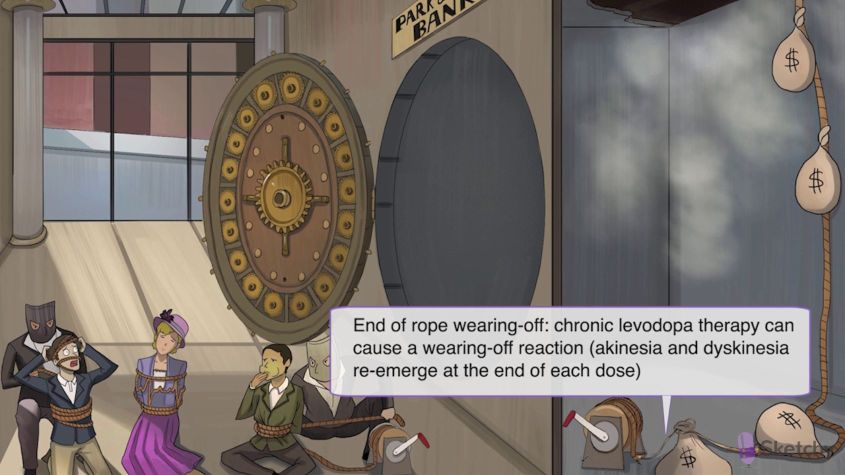 PARK
BANK
$
$
End of rope wearing-off: chronic levodopa therapy can
cause a wearing-off reaction (akinesia and dyskinesia
re-emerge at the end of each dose)
$
$
Sketchy